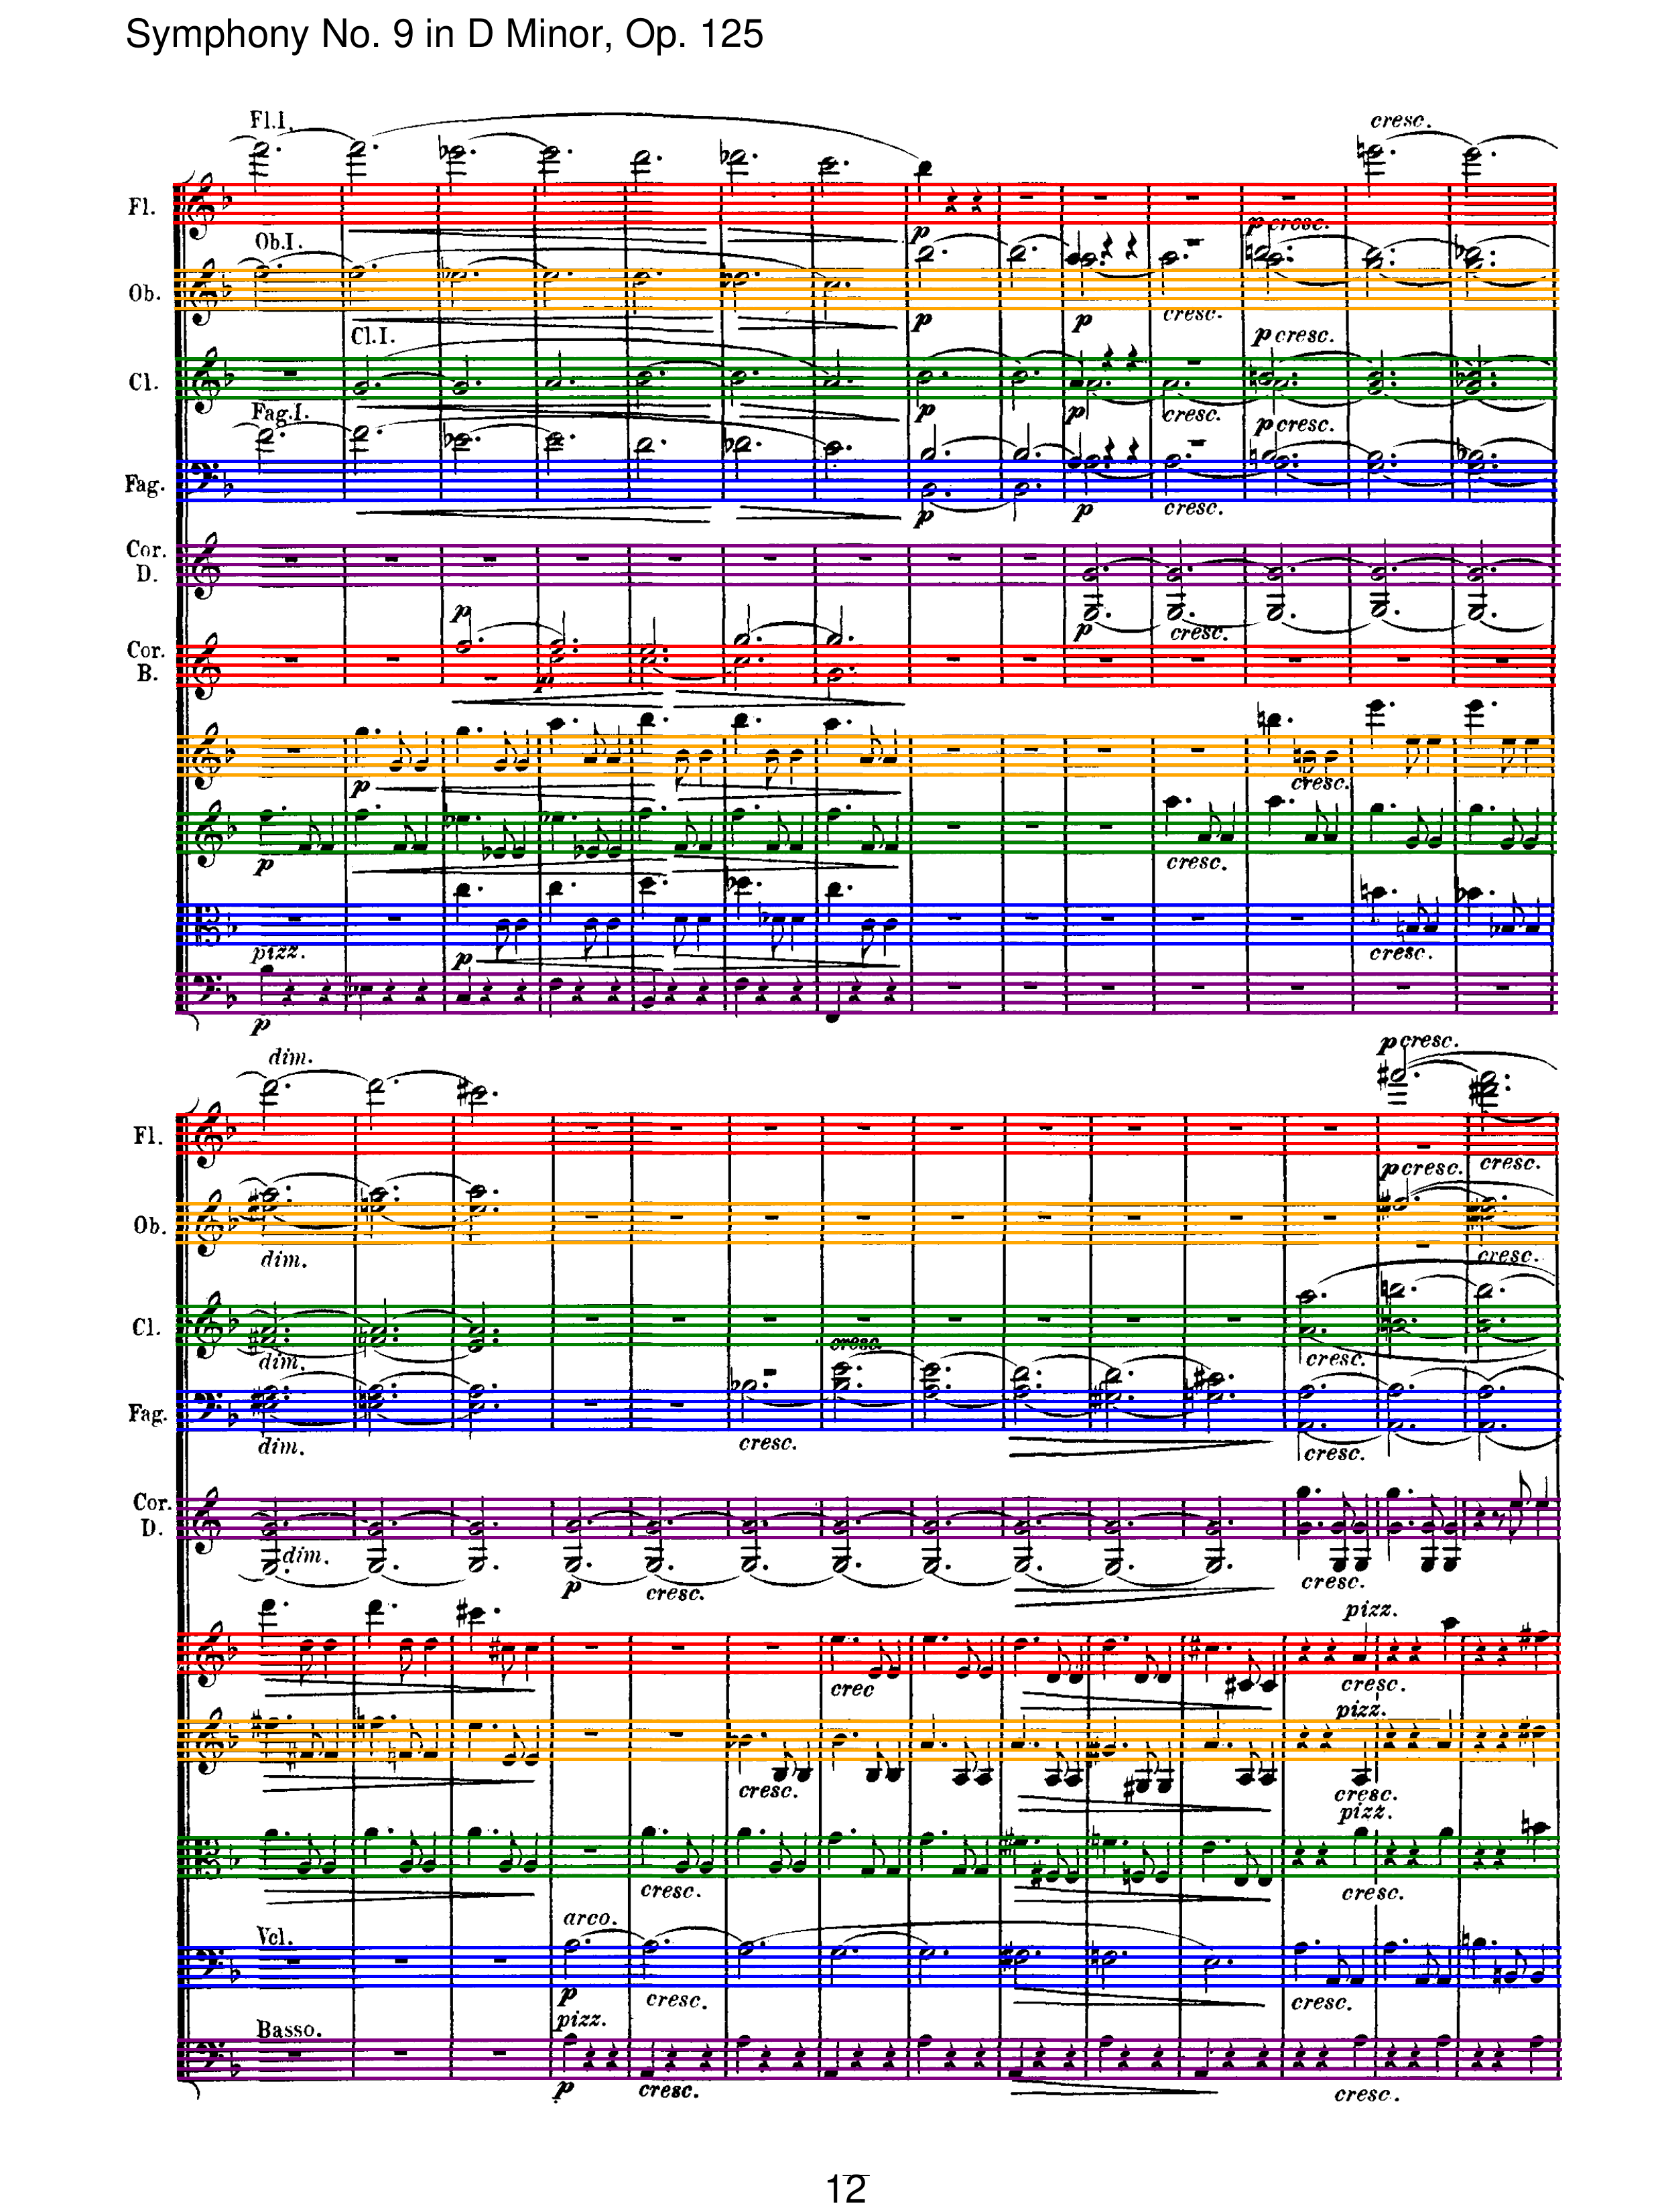 Symphony No. 9 in D Minor, Op. 125
Fl.I.
cresc.
Fl.
p cresc.
p
Ob.I.
Ob.
p
p
cresc.
Cl.I.
p cresc.
Cl.
p
p
cresc.
Fag.I.
p cresc.
Fag.
p
p
cresc.
Cor.
D.
p
cresc.
p
Cor.
B.
p
p
cresc.
p
cresc.
p
cresc.
pizz.
p
dim.
p cresc.
Fl.
cresc.
p cresc.
Ob.
dim.
cresc.
Cl.
dim.
cresc.
cresc.
Fag.
dim.
cresc.
cresc.
Cor.
D.
dim.
p
cresc.
cresc.
pizz.
crec
cresc.
pizz.
cresc.
cresc.
pizz.
cresc.
cresc.
arco.
Vcl.
p
cresc.
cresc.
pizz.
Basso.
p
cresc.
cresc.
12